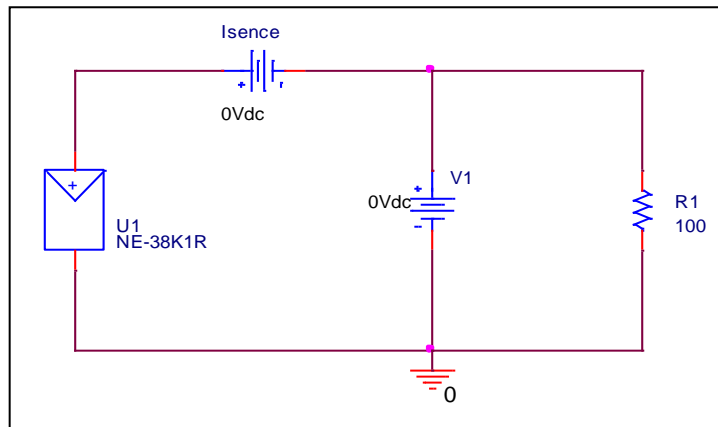 Isence
0Vdc
U1
NE-38K1R
V1
0Vdc
R1
100
0